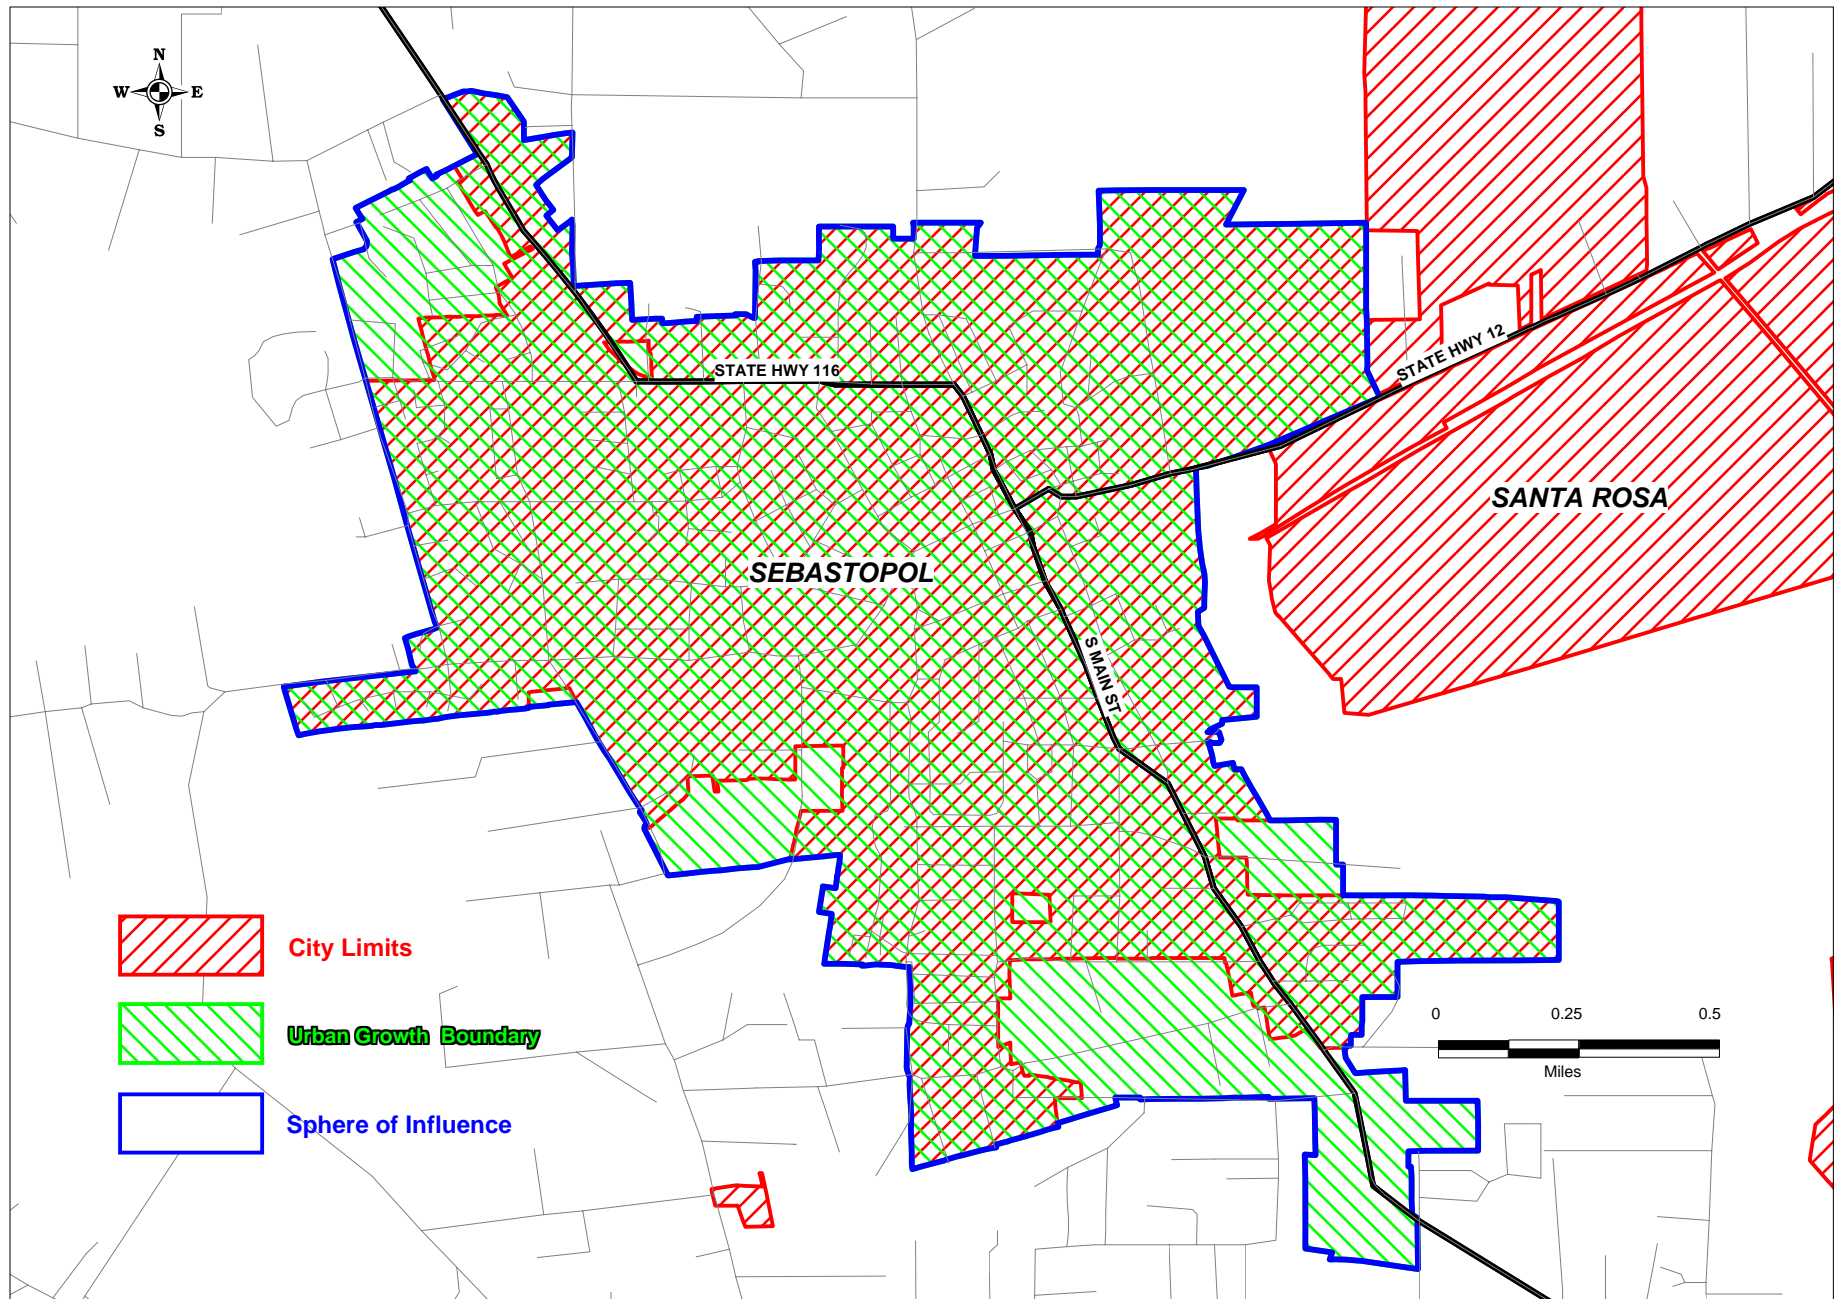 N
W E
S
STATE HWY 116
STATE HWY 12
SANTA ROSA
SEBASTOPOL
S MAIN ST
City Limits
Urban Growth Boundary
Sphere of Influence
0 0.25 0.5
Miles